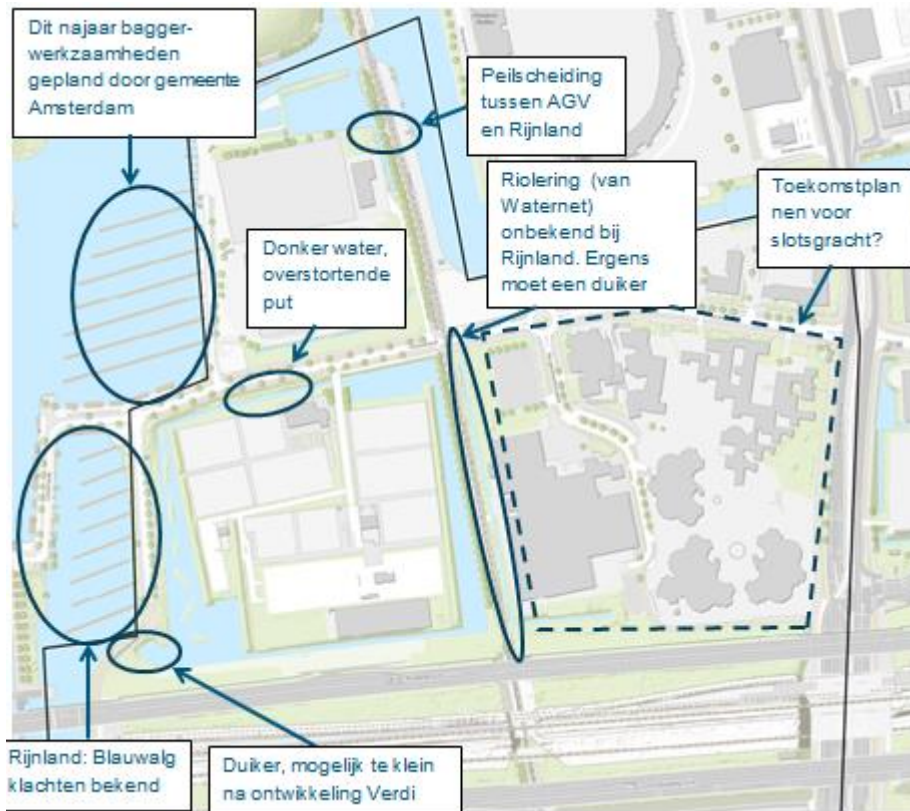 Dit najaar bagger-
werkzaamheden
gepland door gemeente
Amsterdam
Peilscheiding
tussen AGV
en Rijnland
Riolering (van
Waternet)
onbekend bij
Rijnland. Ergens
moet een duiker
Toekomstplan
nen voor
slotsgracht?
Donker water,
overstortende
put
Rijnland: Blauwalg
klachten bekend
Duiker, mogelijk te klein
na ontwikkeling Verdi